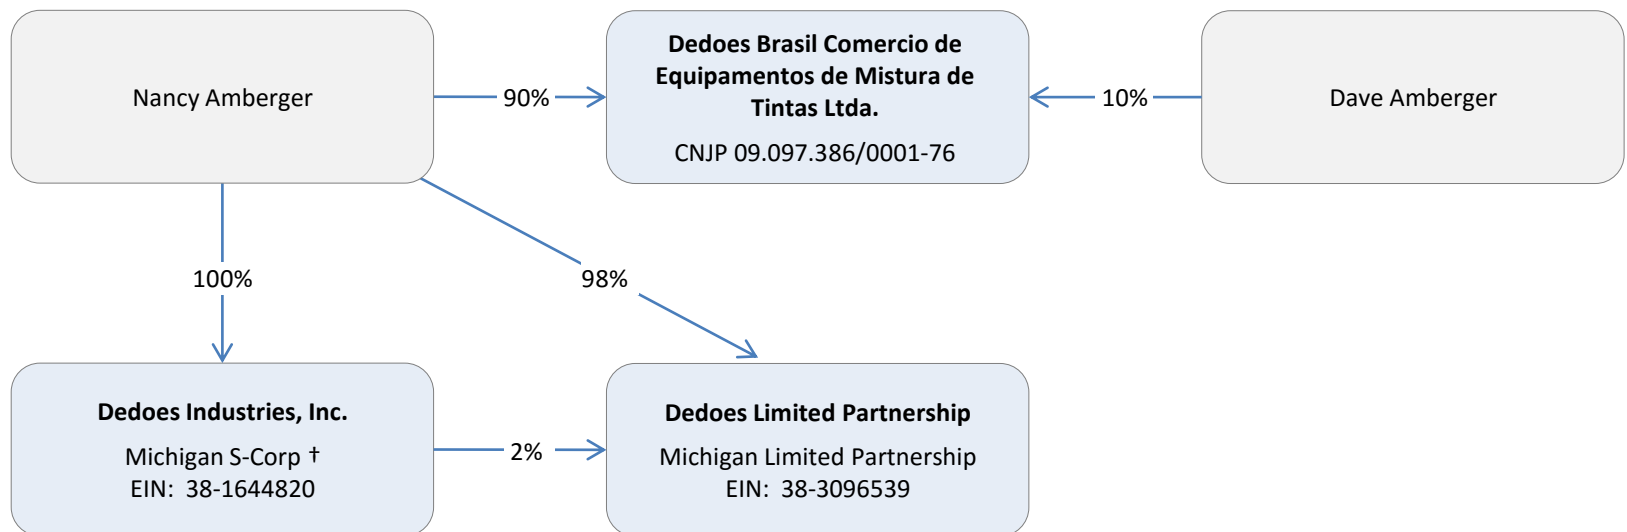 Nancy Amberger
90%
Dedoes Brasil Comercio de
Equipamentos de Mistura de
Tintas Ltda.
CNJP 09.097.386/0001-76
10%
Dave Amberger
100%
98%
Dedoes Industries, Inc.
Michigan S-Corp †
EIN: 38-1644820
2%
Dedoes Limited Partnership
Michigan Limited Partnership
EIN: 38-3096539